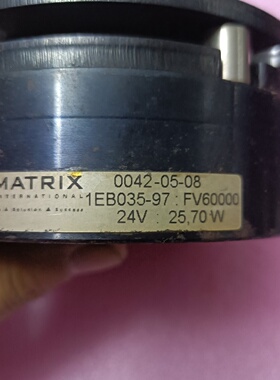 MATRIX
INTERNATIONAL
0042-05-08
1EB035-97 : FV60000
24V : 25,70 W